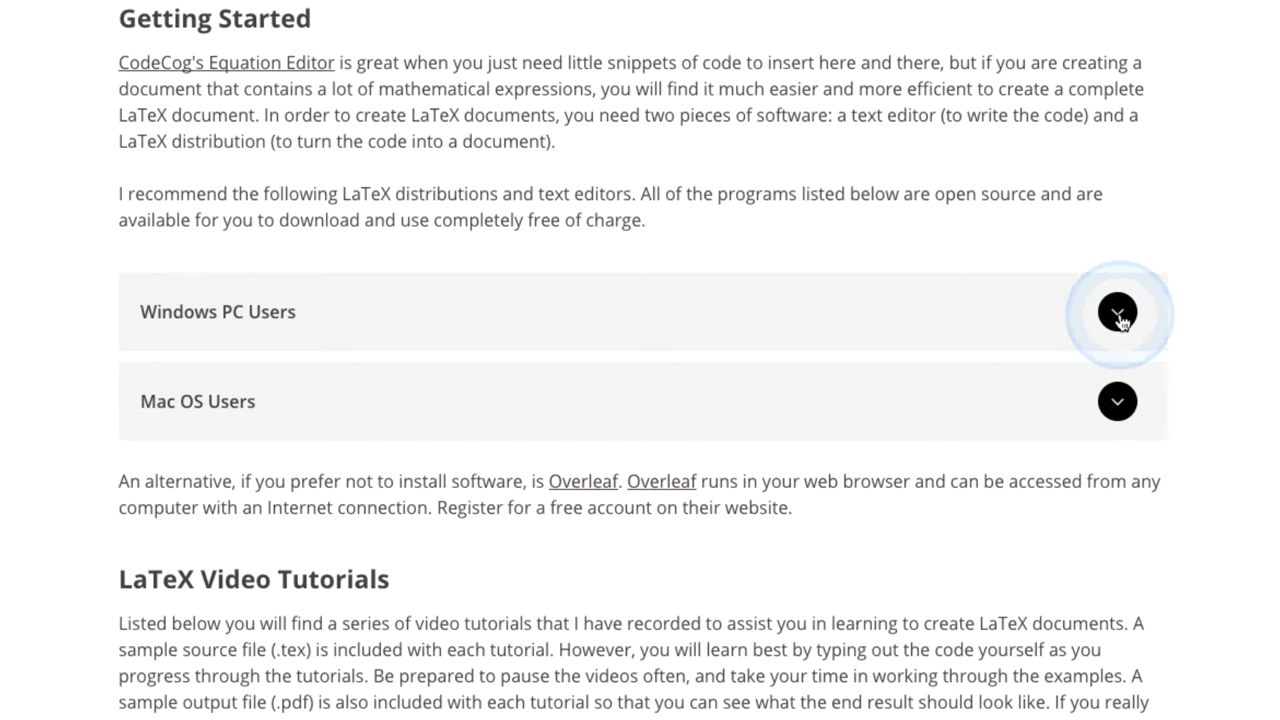 Getting Started
CodeCog's Equation Editor is great when you just need little snippets of code to insert here and there, but if you are creating a
document that contains a lot of mathematical expressions, you will find it much easier and more efficient to create a complete
LaTeX document. In order to create LaTeX documents, you need two pieces of software: a text editor (to write the code) and a
LaTeX distribution (to turn the code into a document).
I recommend the following LaTeX distributions and text editors. All of the programs listed below are open source and are
available for you to download and use completely free of charge.
Windows PC Users
Mac OS Users
An alternative, if you prefer not to install software, is Overleaf. Overleaf runs in your web browser and can be accessed from any
computer with an Internet connection. Register for a free account on their website.
LaTeX Video Tutorials
Listed below you will find a series of video tutorials that I have recorded to assist you in learning to create LaTeX documents. A
sample source file (.tex) is included with each tutorial. However, you will learn best by typing out the code yourself as you
progress through the tutorials. Be prepared to pause the videos often, and take your time in working through the examples. A
sample output file (.pdf) is also included with each tutorial so that you can see what the end result should look like. If you really